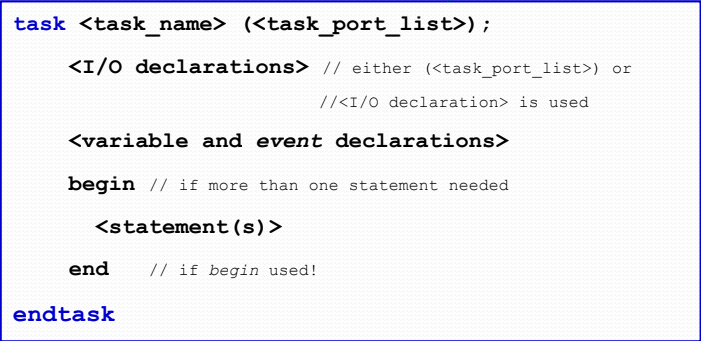 task <task_name> (<task_port_list>);
<I/O declarations> // either (<task_port_list>) or
//<I/O declaration> is used
<variable and event declarations>
begin // if more than one statement needed
<statement(s)>
end // if begin used!
endtask